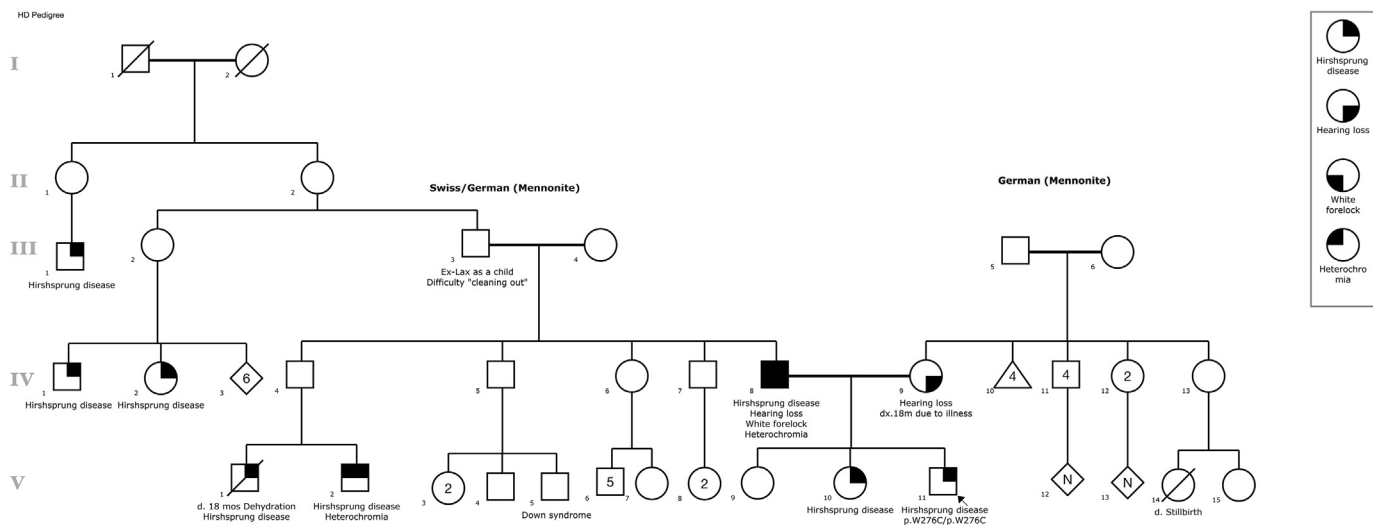 HD Pedigree
I
1
2
II
1
2
Swiss/German (Mennonite)
German (Mennonite)
III
1
Hirshsprung disease
2
3
Ex-Lax as a child
Difficulty "cleaning out"
4
5
6
IV
1
Hirshsprung disease
2
Hirshsprung disease
6
3
4
5
6
7
8
Hirshsprung disease
Hearing loss
White forelock
Heterochromia
9
Hearing loss
dx.18m due to illness
4
10
4
11
2
12
13
V
1
d. 18 mos Dehydration
Hirshsprung disease
2
Hirshsprung disease
Heterochromia
2
3
4
5
Down syndrome
5
6
7
2
8
9
10
Hirshsprung disease
11
Hirshsprung disease
p.W276C/p.W276C
N
12
N
13
14
d. Stillbirth
15
Hirshsprung
disease
Hearing loss
White
forelock
Heterochro
mia